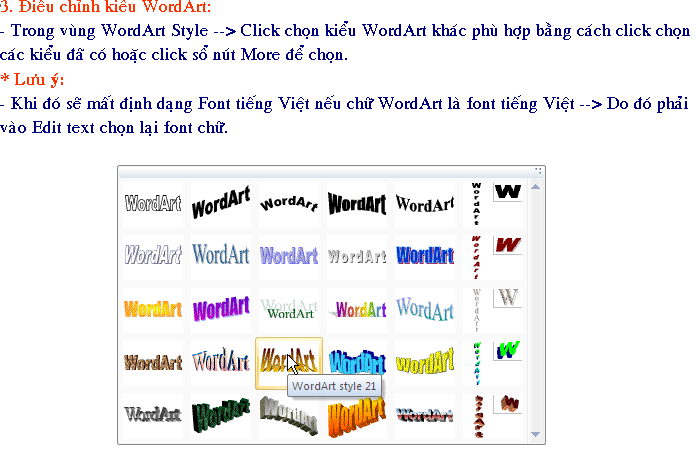 3. Điều chỉnh kiểu WordArt:
- Trong vùng WordArt Style --> Click chọn kiểu WordArt khác phù hợp bằng cách click chọn
các kiểu đã có hoặc click sổ nút More để chọn.
* Lưu ý:
- Khi đó sẽ mất định dạng Font tiếng Việt nếu chữ WordArt là font tiếng Việt --> Do đó phải
vào Edit text chọn lại font chữ.
WordArt WordArt WordArt WordArt WordArt WordArt W
WordArt WordArt WordArt WordArt WordArt WordArt W
WordArt WordArt WordArt WordArt WordArt WordArt W
WordArt WordArt WordArt WordArt WordArt WordArt W
WordArt style 21
WordArt WordArt WordArt WordArt WordArt WordArt W